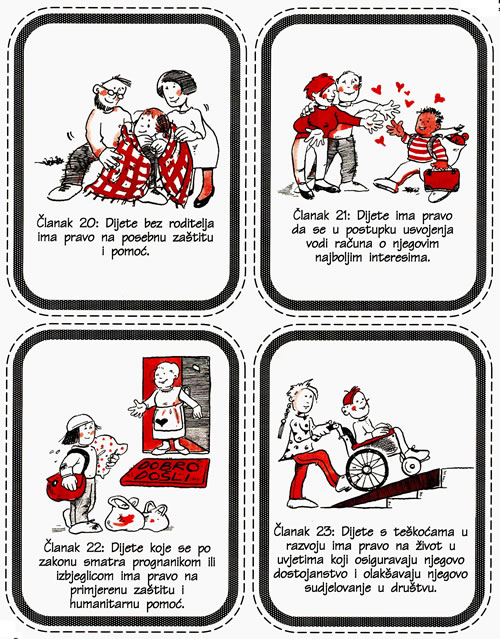 Članak 20: Dijete bez roditelja
ima pravo na posebnu zaštitu
i pomoć.
Članak 21: Dijete ima pravo
da se u postupku usvojenja
vodi računa o njegovim
najboljim interesima.
DOBRO
DOŠLI...
Članak 22: Dijete koje se po
zakonu smatra prognanikom ili
izbjeglicom ima pravo na
primjerenu zaštitu i
humanitarnu pomoć.
Članak 23: Dijete s teškoćama u
razvoju ima pravo na život u
uvjetima koji osiguravaju njegovo
dostojanstvo i olakšavaju njegovo
sudjelovanje u društvu.